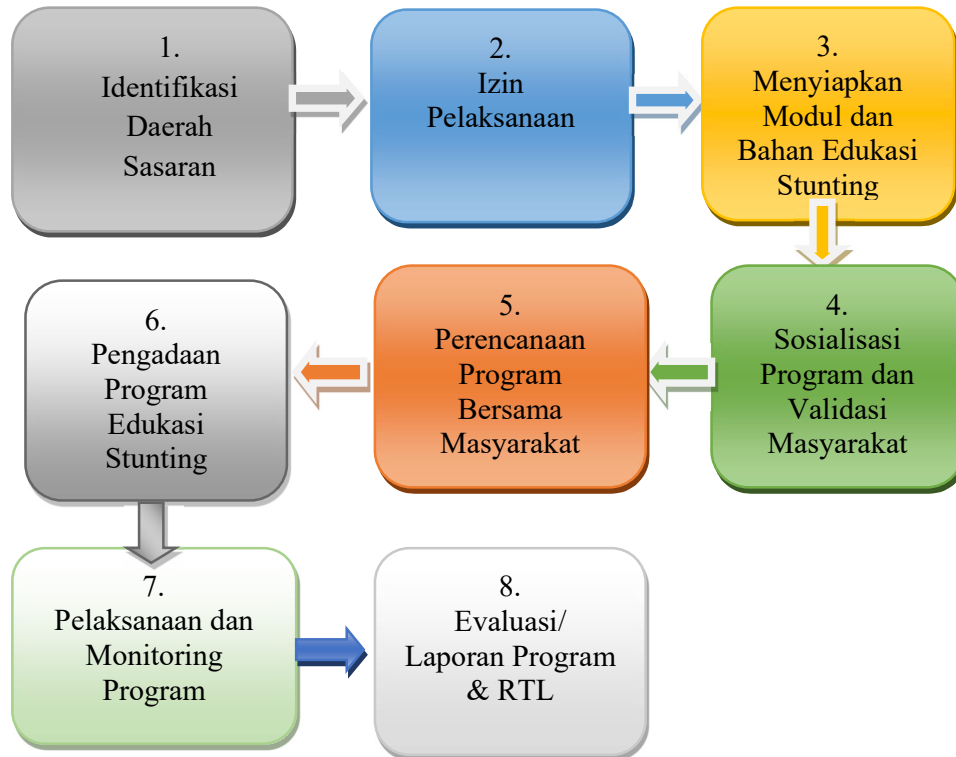 1.
Identifikasi
Daerah
Sasaran
2.
Izin
Pelaksanaan
3.
Menyiapkan
Modul dan
Bahan Edukasi
Stunting
4.
Sosialisasi
Program dan
Validasi
Masyarakat
5.
Perencanaan
Program
Bersama
Masyarakat
6.
Pengadaan
Program
Edukasi
Stunting
7.
Pelaksanaan dan
Monitoring
Program
8.
Evaluasi/
Laporan Program
& RTL